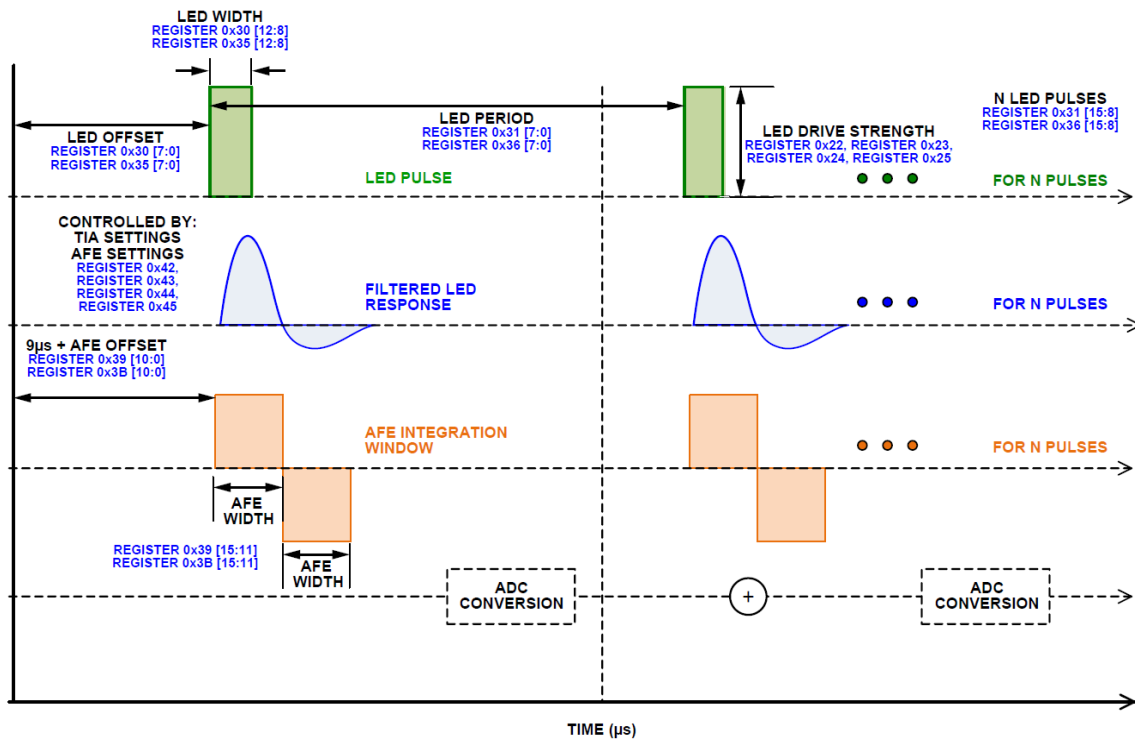 LED WIDTH
REGISTER 0x30 [12:8]
REGISTER 0x35 [12:8]
LED OFFSET
REGISTER 0x30 [7:0]
REGISTER 0x35 [7:0]
LED PERIOD
REGISTER 0x31 [7:0]
REGISTER 0x36 [7:0]
LED DRIVE STRENGTH
REGISTER 0x22, REGISTER 0x23,
REGISTER 0x24, REGISTER 0x25
N LED PULSES
REGISTER 0x31 [15:8]
REGISTER 0x36 [15:8]
LED PULSE
FOR N PULSES
CONTROLLED BY:
TIA SETTINGS
AFE SETTINGS
REGISTER 0x42,
REGISTER 0x43,
REGISTER 0x44,
REGISTER 0x45
FILTERED LED
RESPONSE
FOR N PULSES
9µs + AFE OFFSET
REGISTER 0x39 [10:0]
REGISTER 0x3B [10:0]
AFE INTEGRATION
WINDOW
FOR N PULSES
AFE
WIDTH
REGISTER 0x39 [15:11]
REGISTER 0x3B [15:11]
AFE
WIDTH
ADC
CONVERSION
+
ADC
CONVERSION
TIME (µs)